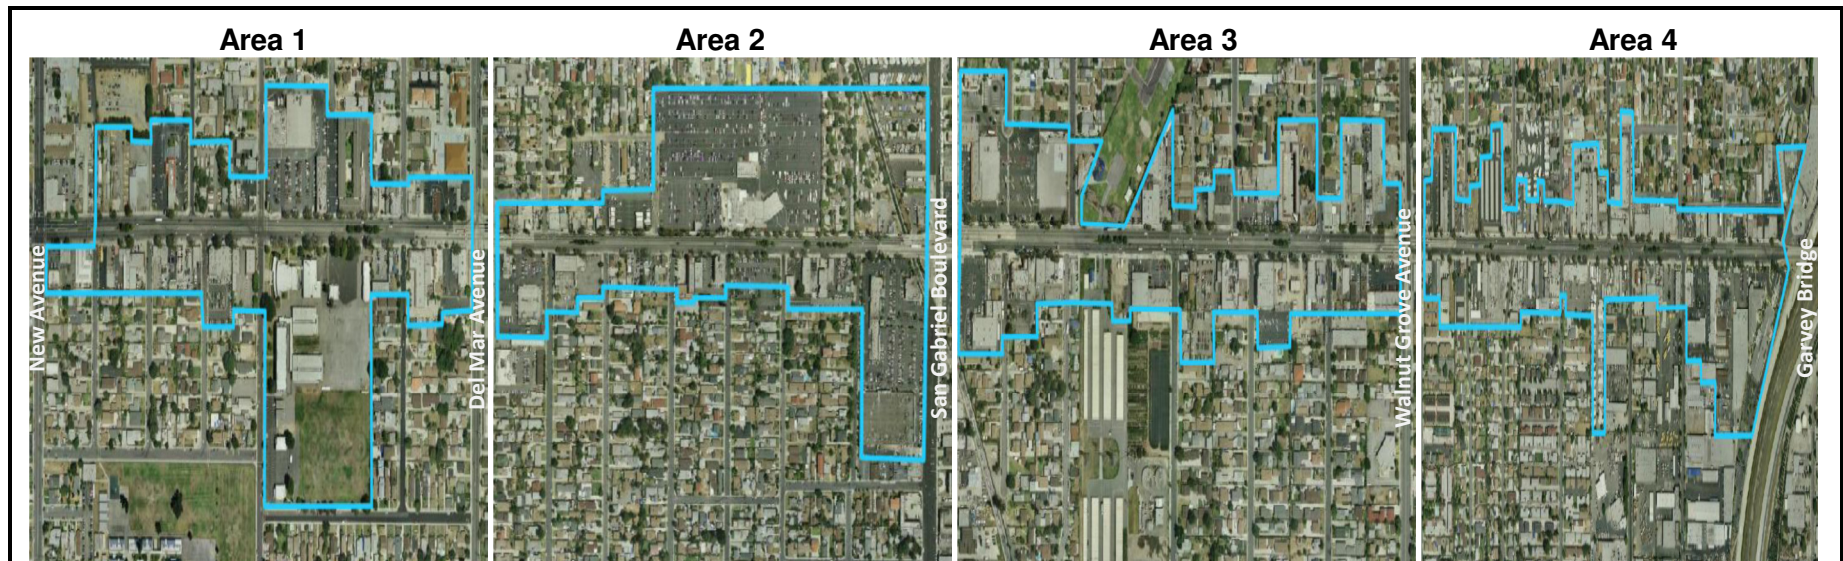 Area 1
Area 2
Area 3
Area 4
New Avenue
Del Mar Avenue
San Gabriel Boulevard
Walnut Grove Avenue
Garvey Bridge